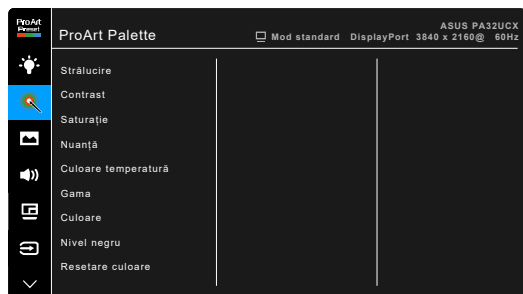 ProArt
Preset
ProArt Palette
ASUS PA32UCX
Mod standard DisplayPort 3840 x 2160@ 60Hz
Strălucire
Contrast
Saturație
Nuanță
Culoare temperatură
Gama
Culoare
Nivel negru
Resetare culoare